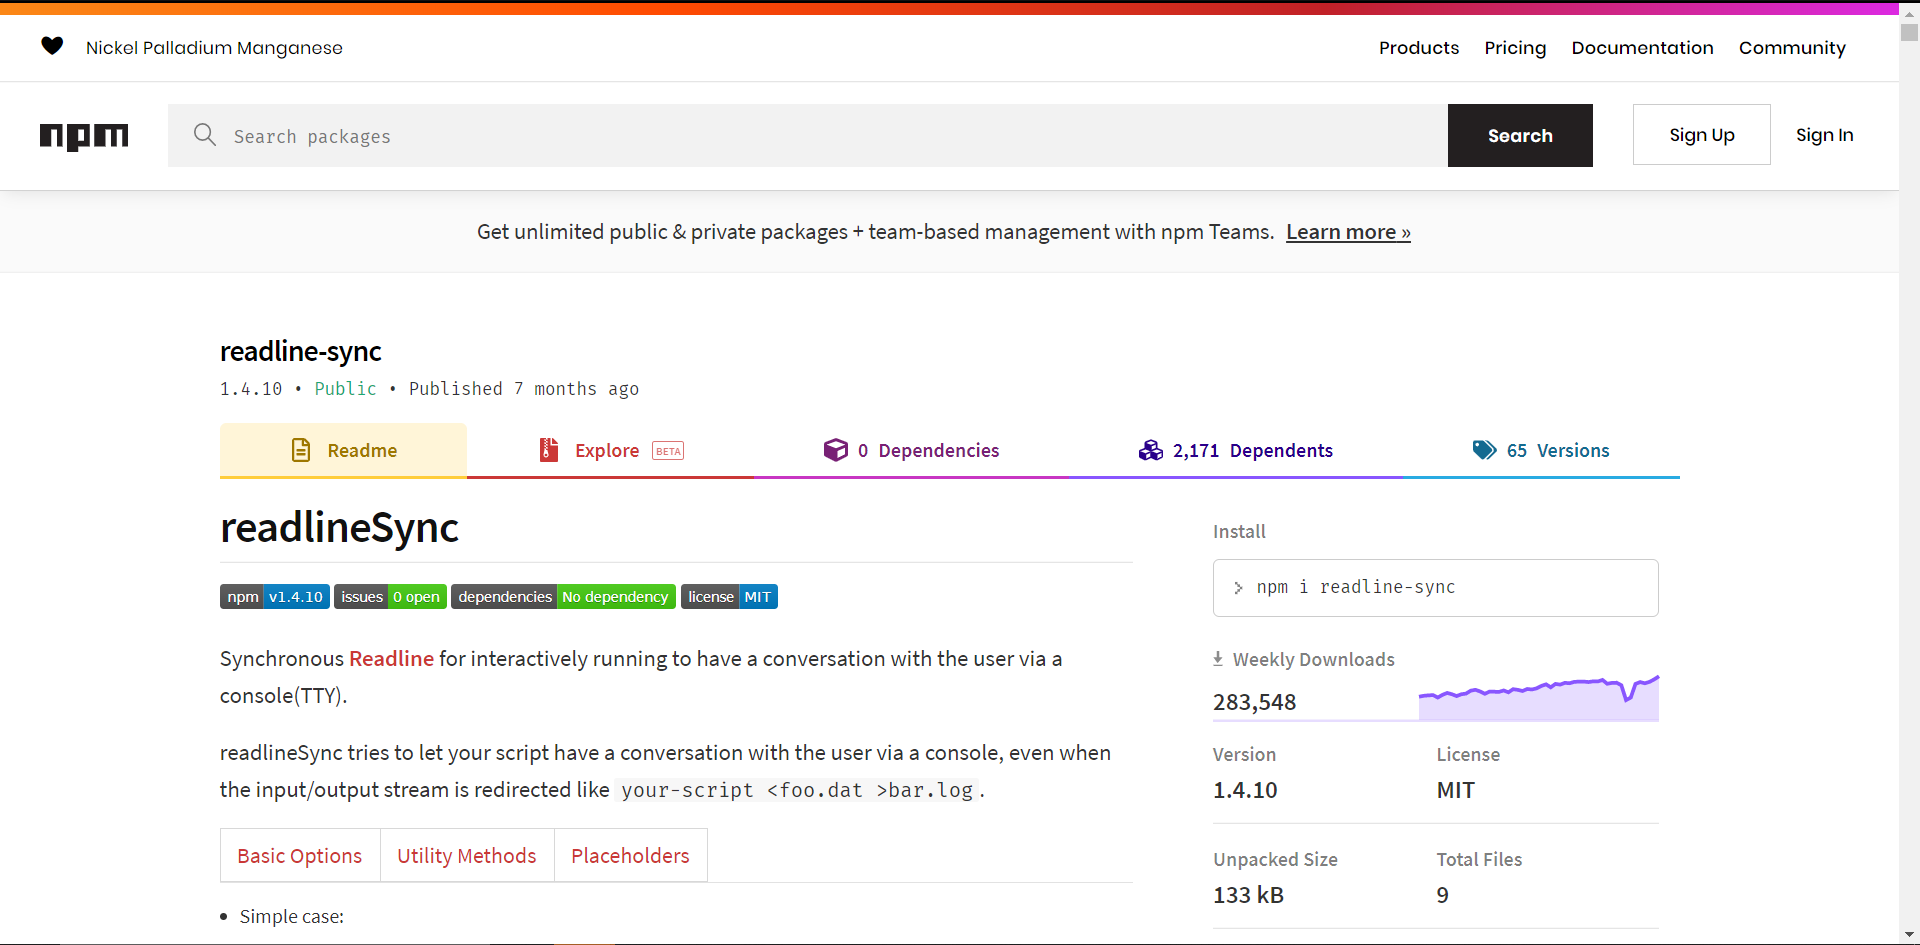 Nickel Palladium Manganese
Products Pricing Documentation Community
npm
Search packages
Search
Sign Up
Sign In
Get unlimited public & private packages + team-based management with npm Teams. Learn more »
readline-sync
1.4.10 • Public • Published 7 months ago
Readme
Explore BETA
0 Dependencies
2,171 Dependents
65 Versions
readlineSync
npm v1.4.10 issues 0 open dependencies No dependency license MIT
Synchronous Readline for interactively running to have a conversation with the user via a
console(TTY).
readlineSync tries to let your script have a conversation with the user via a console, even when
the input/output stream is redirected like your-script <foo.dat >bar.log.
Basic Options Utility Methods Placeholders
• Simple case:
Install
> npm i readline-sync
Weekly Downloads
283,548
Version License
1.4.10 MIT
Unpacked Size Total Files
133 kB 9